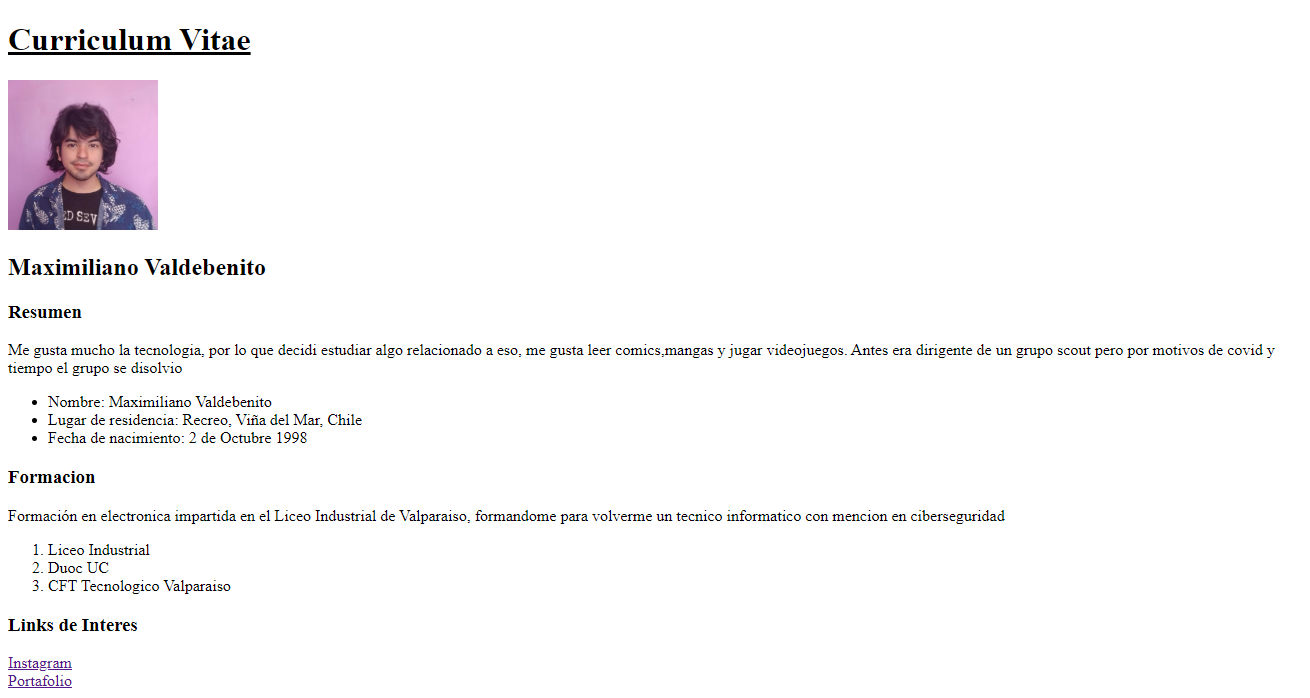 Curriculum Vitae
ED SEV
Maximiliano Valdebenito
Resumen
Me gusta mucho la tecnologia, por lo que decidi estudiar algo relacionado a eso, me gusta leer comics,mangas y jugar videojuegos. Antes era dirigente de un grupo scout pero por motivos de covid y
tiempo el grupo se disolvio
• Nombre: Maximiliano Valdebenito
• Lugar de residencia: Recreo, Viña del Mar, Chile
• Fecha de nacimiento: 2 de Octubre 1998
Formacion
Formación en electronica impartida en el Liceo Industrial de Valparaiso, formandome para volverme un tecnico informatico con mencion en ciberseguridad
1. Liceo Industrial
2. Duoc UC
3. CFT Tecnologico Valparaiso
Links de Interes
Instagram
Portafolio